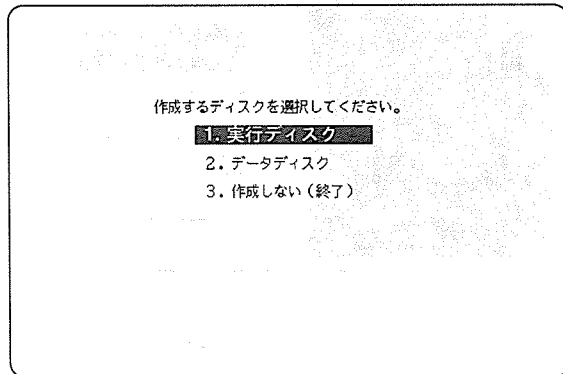 作成するディスクを選択してください。
1. 実行ディスク
2. データディスク
3. 作成しない(終了)